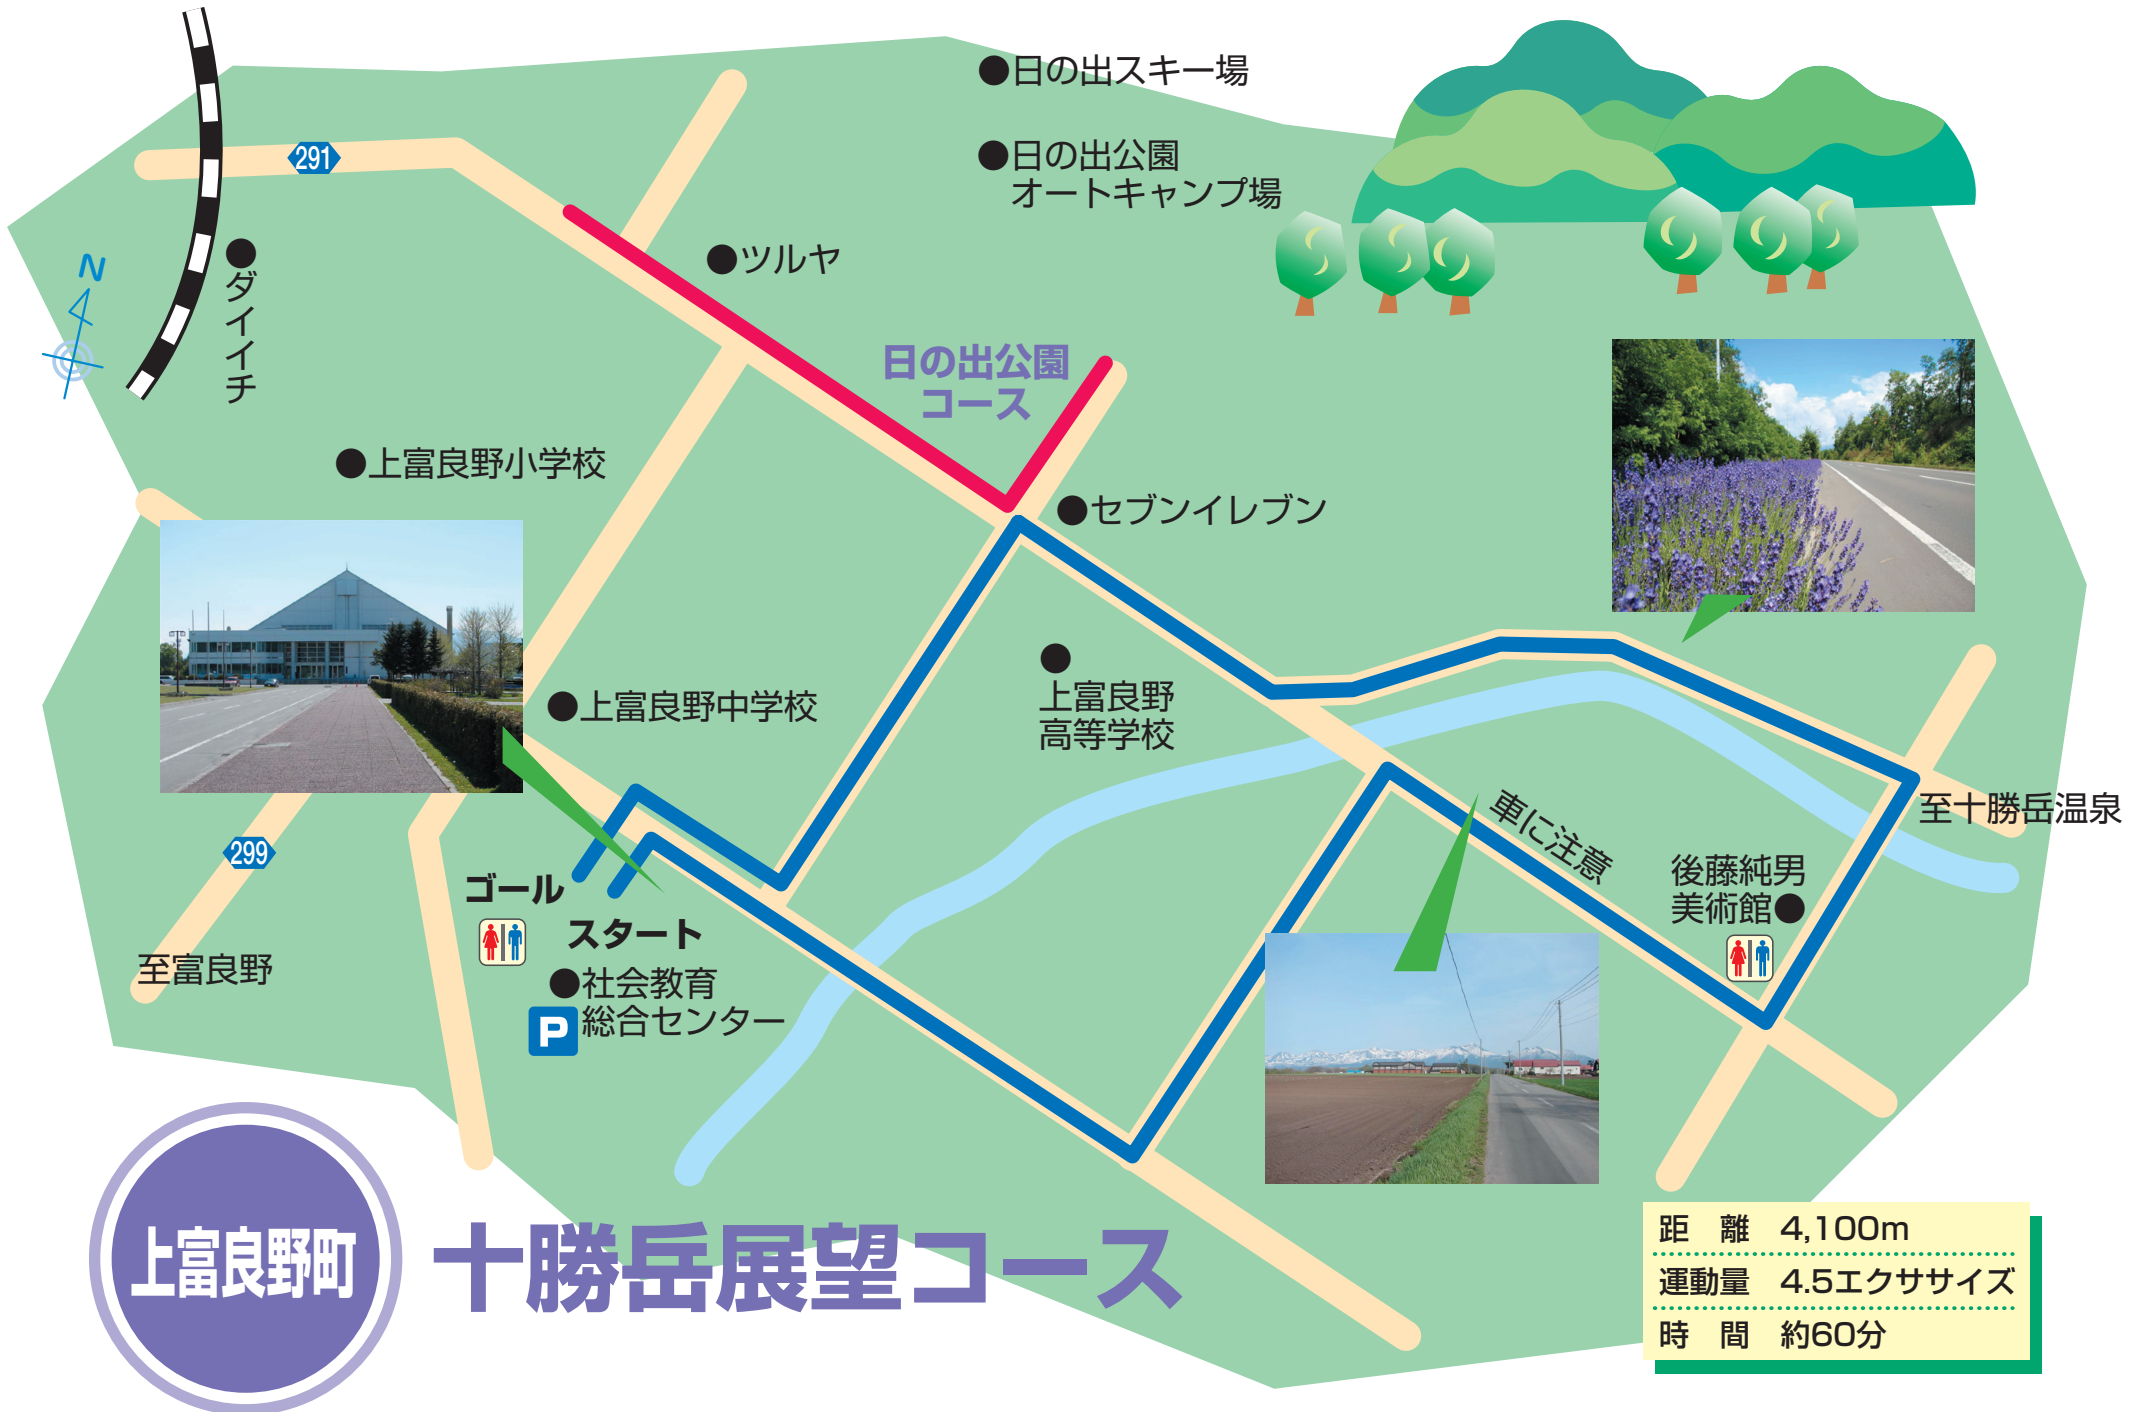 日の出スキー場
日の出公園
オートキャンプ場
291
N
ダイイチ
ツルヤ
日の出公園
コース
上富良野小学校
セブンイレブン
上富良野中学校
上富良野
高等学校
車に注意
至十勝岳温泉
299
ゴール
スタート
後藤純男
美術館
至富良野
社会教育
総合センター
P
上富良野町
十勝岳展望コース
距　離　4,100m
運動量　4.5エクササイズ
時　間　約60分